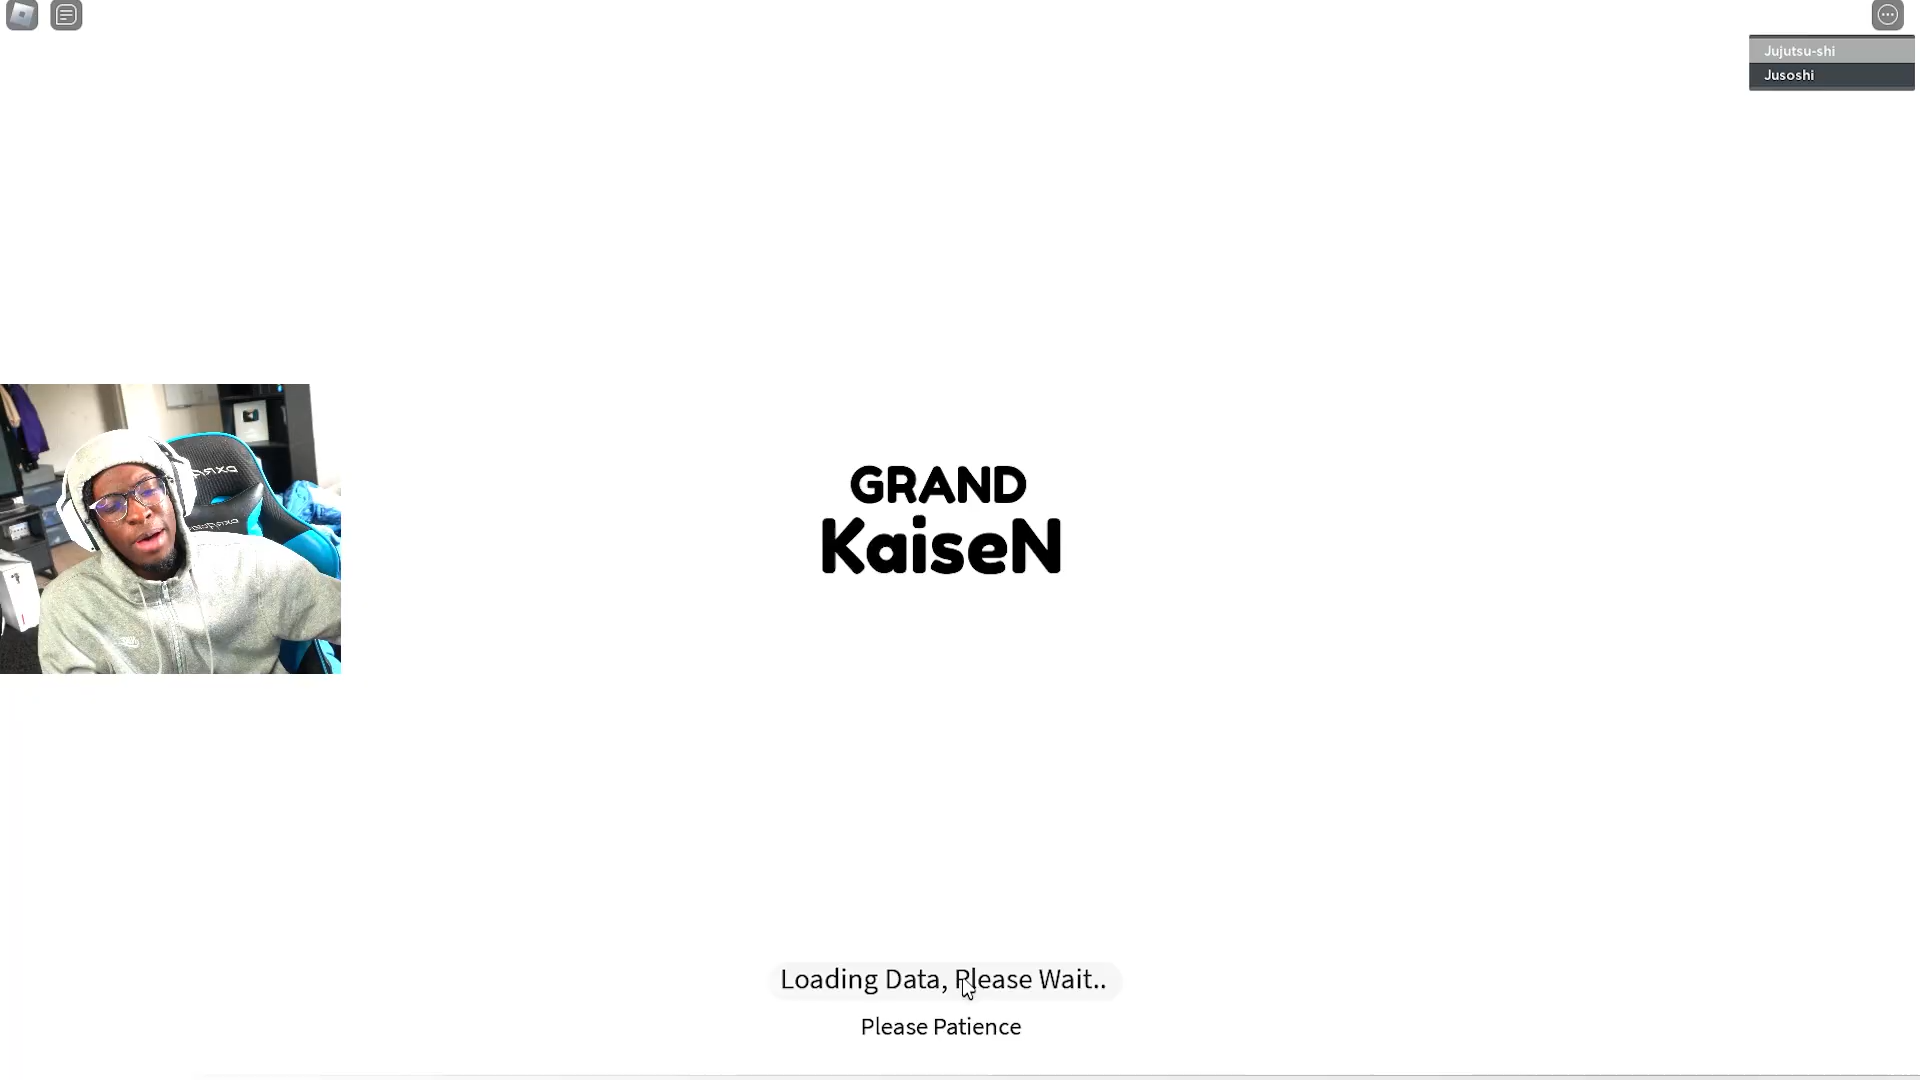 Jujutsu-shi
Jusoshi
GRAND
KaiseN
Loading Data, Please Wait..
Please Patience